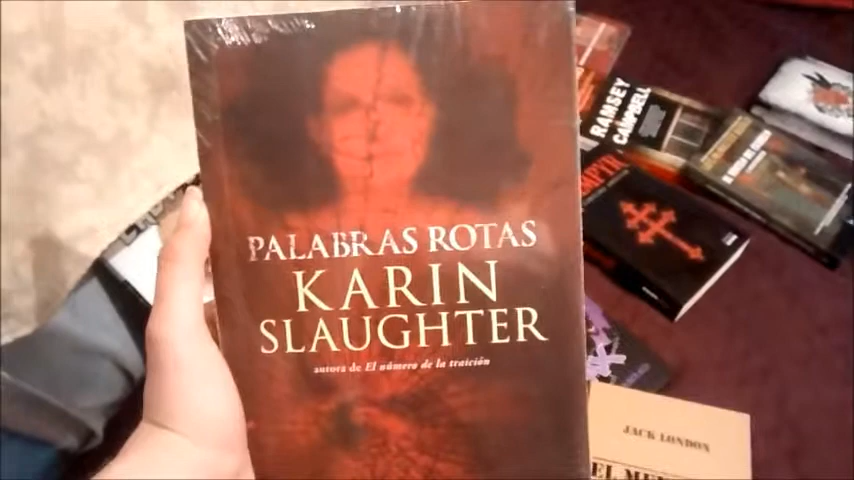 PALABRAS ROTAS
KARIN
SLAUGHTER
autora de El número de la traición
RAMSEY
CAMPBELL
JACK LONDON